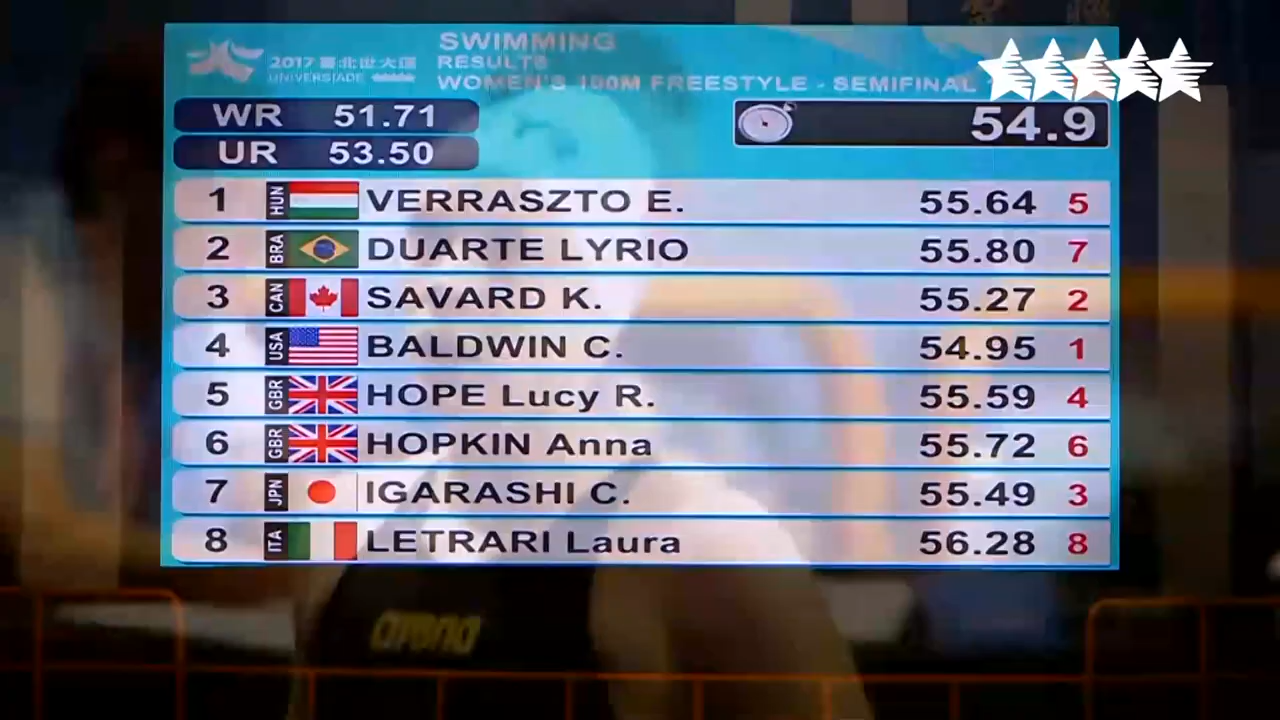 2017 臺北世大運
UNIVERSIADE
SWIMMING
RESULTS
WOMEN'S 100M FREESTYLE - SEMIFINAL
WR 51.71
UR 53.50
54.9
1 HUN VERRASZTO E. 55.64 5
2 BRA DUARTE LYRIO 55.80 7
3 CAN SAVARD K. 55.27 2
4 USA BALDWIN C. 54.95 1
5 GBR HOPE Lucy R. 55.59 4
6 GBR HOPKIN Anna 55.72 6
7 JPN IGARASHI C. 55.49 3
8 ITA LETRARI Laura 56.28 8
arena